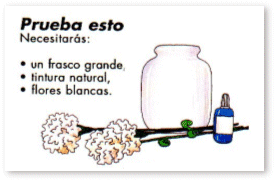 Prueba esto
Necesitarás:
• un frasco grande,
• tintura natural,
• flores blancas.